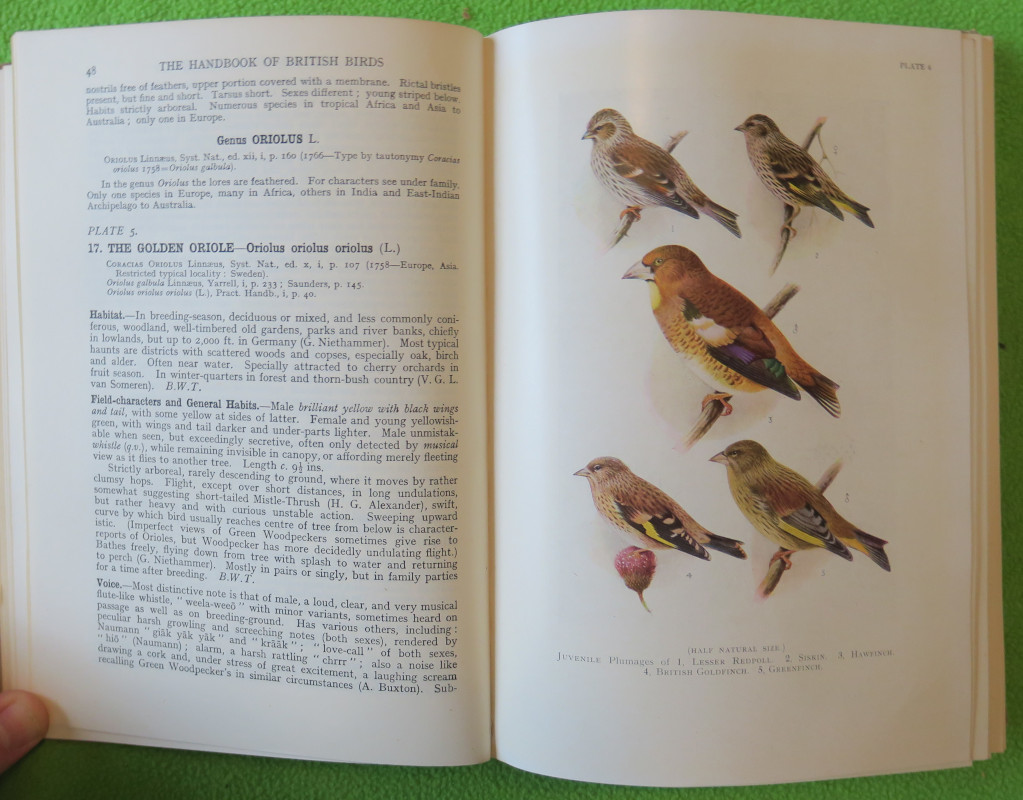 48
THE HANDBOOK OF BRITISH BIRDS
nostrils free of feathers, upper portion covered with a membrane. Rictal bristles
present, but fine and short. Tarsus short. Sexes different ; young striped below.
Habits strictly arboreal. Numerous species in tropical Africa and Asia to
Australia ; only one in Europe.
Genus ORIOLUS L.
ORIOLUS Linnæus, Syst. Nat., ed. xii, i, p. 160 (1766—Type by tautonymy Coracias
oriolus 1758=Oriolus galbula).
In the genus Oriolus the lores are feathered. For characters see under family.
Only one species in Europe, many in Africa, others in India and East-Indian
Archipelago to Australia.
PLATE 5.
17. THE GOLDEN ORIOLE—Oriolus oriolus oriolus (L.)
CORACIAS ORIOLUS Linnæus, Syst. Nat., ed. x, i, p. 107 (1758—Europe, Asia.
Restricted typical locality : Sweden).
Oriolus galbula Linnæus, Yarrell, i, p. 233 ; Saunders, p. 145.
Oriolus oriolus oriolus (L.), Pract. Handb., i, p. 40.
Habitat.—In breeding-season, deciduous or mixed, and less commonly coni-
ferous, woodland, well-timbered old gardens, parks and river banks, chiefly
in lowlands, but up to 2,000 ft. in Germany (G. Niethammer). Most typical
haunts are districts with scattered woods and copses, especially oak, birch
and alder. Often near water. Specially attracted to cherry orchards in
fruit season. In winter-quarters in forest and thorn-bush country (V. G. L.
van Someren). B.W.T.
Field-characters and General Habits.—Male brilliant yellow with black wings
and tail, with some yellow at sides of latter. Female and young yellowish-
green, with wings and tail darker and under-parts lighter. Male unmistak-
able when seen, but exceedingly secretive, often only detected by musical
whistle (q.v.), while remaining invisible in canopy, or affording merely fleeting
view as it flies to another tree. Length c. 9½ ins.
Strictly arboreal, rarely descending to ground, where it moves by rather
clumsy hops. Flight, except over short distances, in long undulations,
somewhat suggesting short-tailed Mistle-Thrush (H. G. Alexander), swift,
but rather heavy and with curious unstable action. Sweeping upward
curve by which bird usually reaches centre of tree from below is character-
istic. (Imperfect views of Green Woodpeckers sometimes give rise to
reports of Orioles, but Woodpecker has more decidedly undulating flight.)
Bathes freely, flying down from tree with splash to water and returning
to perch (G. Niethammer). Mostly in pairs or singly, but in family parties
for a time after breeding. B.W.T.
Voice.—Most distinctive note is that of male, a loud, clear, and very musical
flute-like whistle, " weela-weeō " with minor variants, sometimes heard on
passage as well as on breeding-ground. Has various others, including :
peculiar harsh growling and screeching notes (both sexes), rendered by
Naumann " giäk yäk yäk " and " krääk " ; " love-call " of both sexes,
" hiō " (Naumann) ; alarm, a harsh rattling " chrrr " ; also a noise like
drawing a cork and, under stress of great excitement, a laughing scream
recalling Green Woodpecker's in similar circumstances (A. Buxton). Sub-
PLATE 4
1
2
3
4
5
(HALF NATURAL SIZE.)
JUVENILE PLUMAGES OF 1, LESSER REDPOLL. 2, SISKIN. 3, HAWFINCH.
4, BRITISH GOLDFINCH. 5, GREENFINCH.